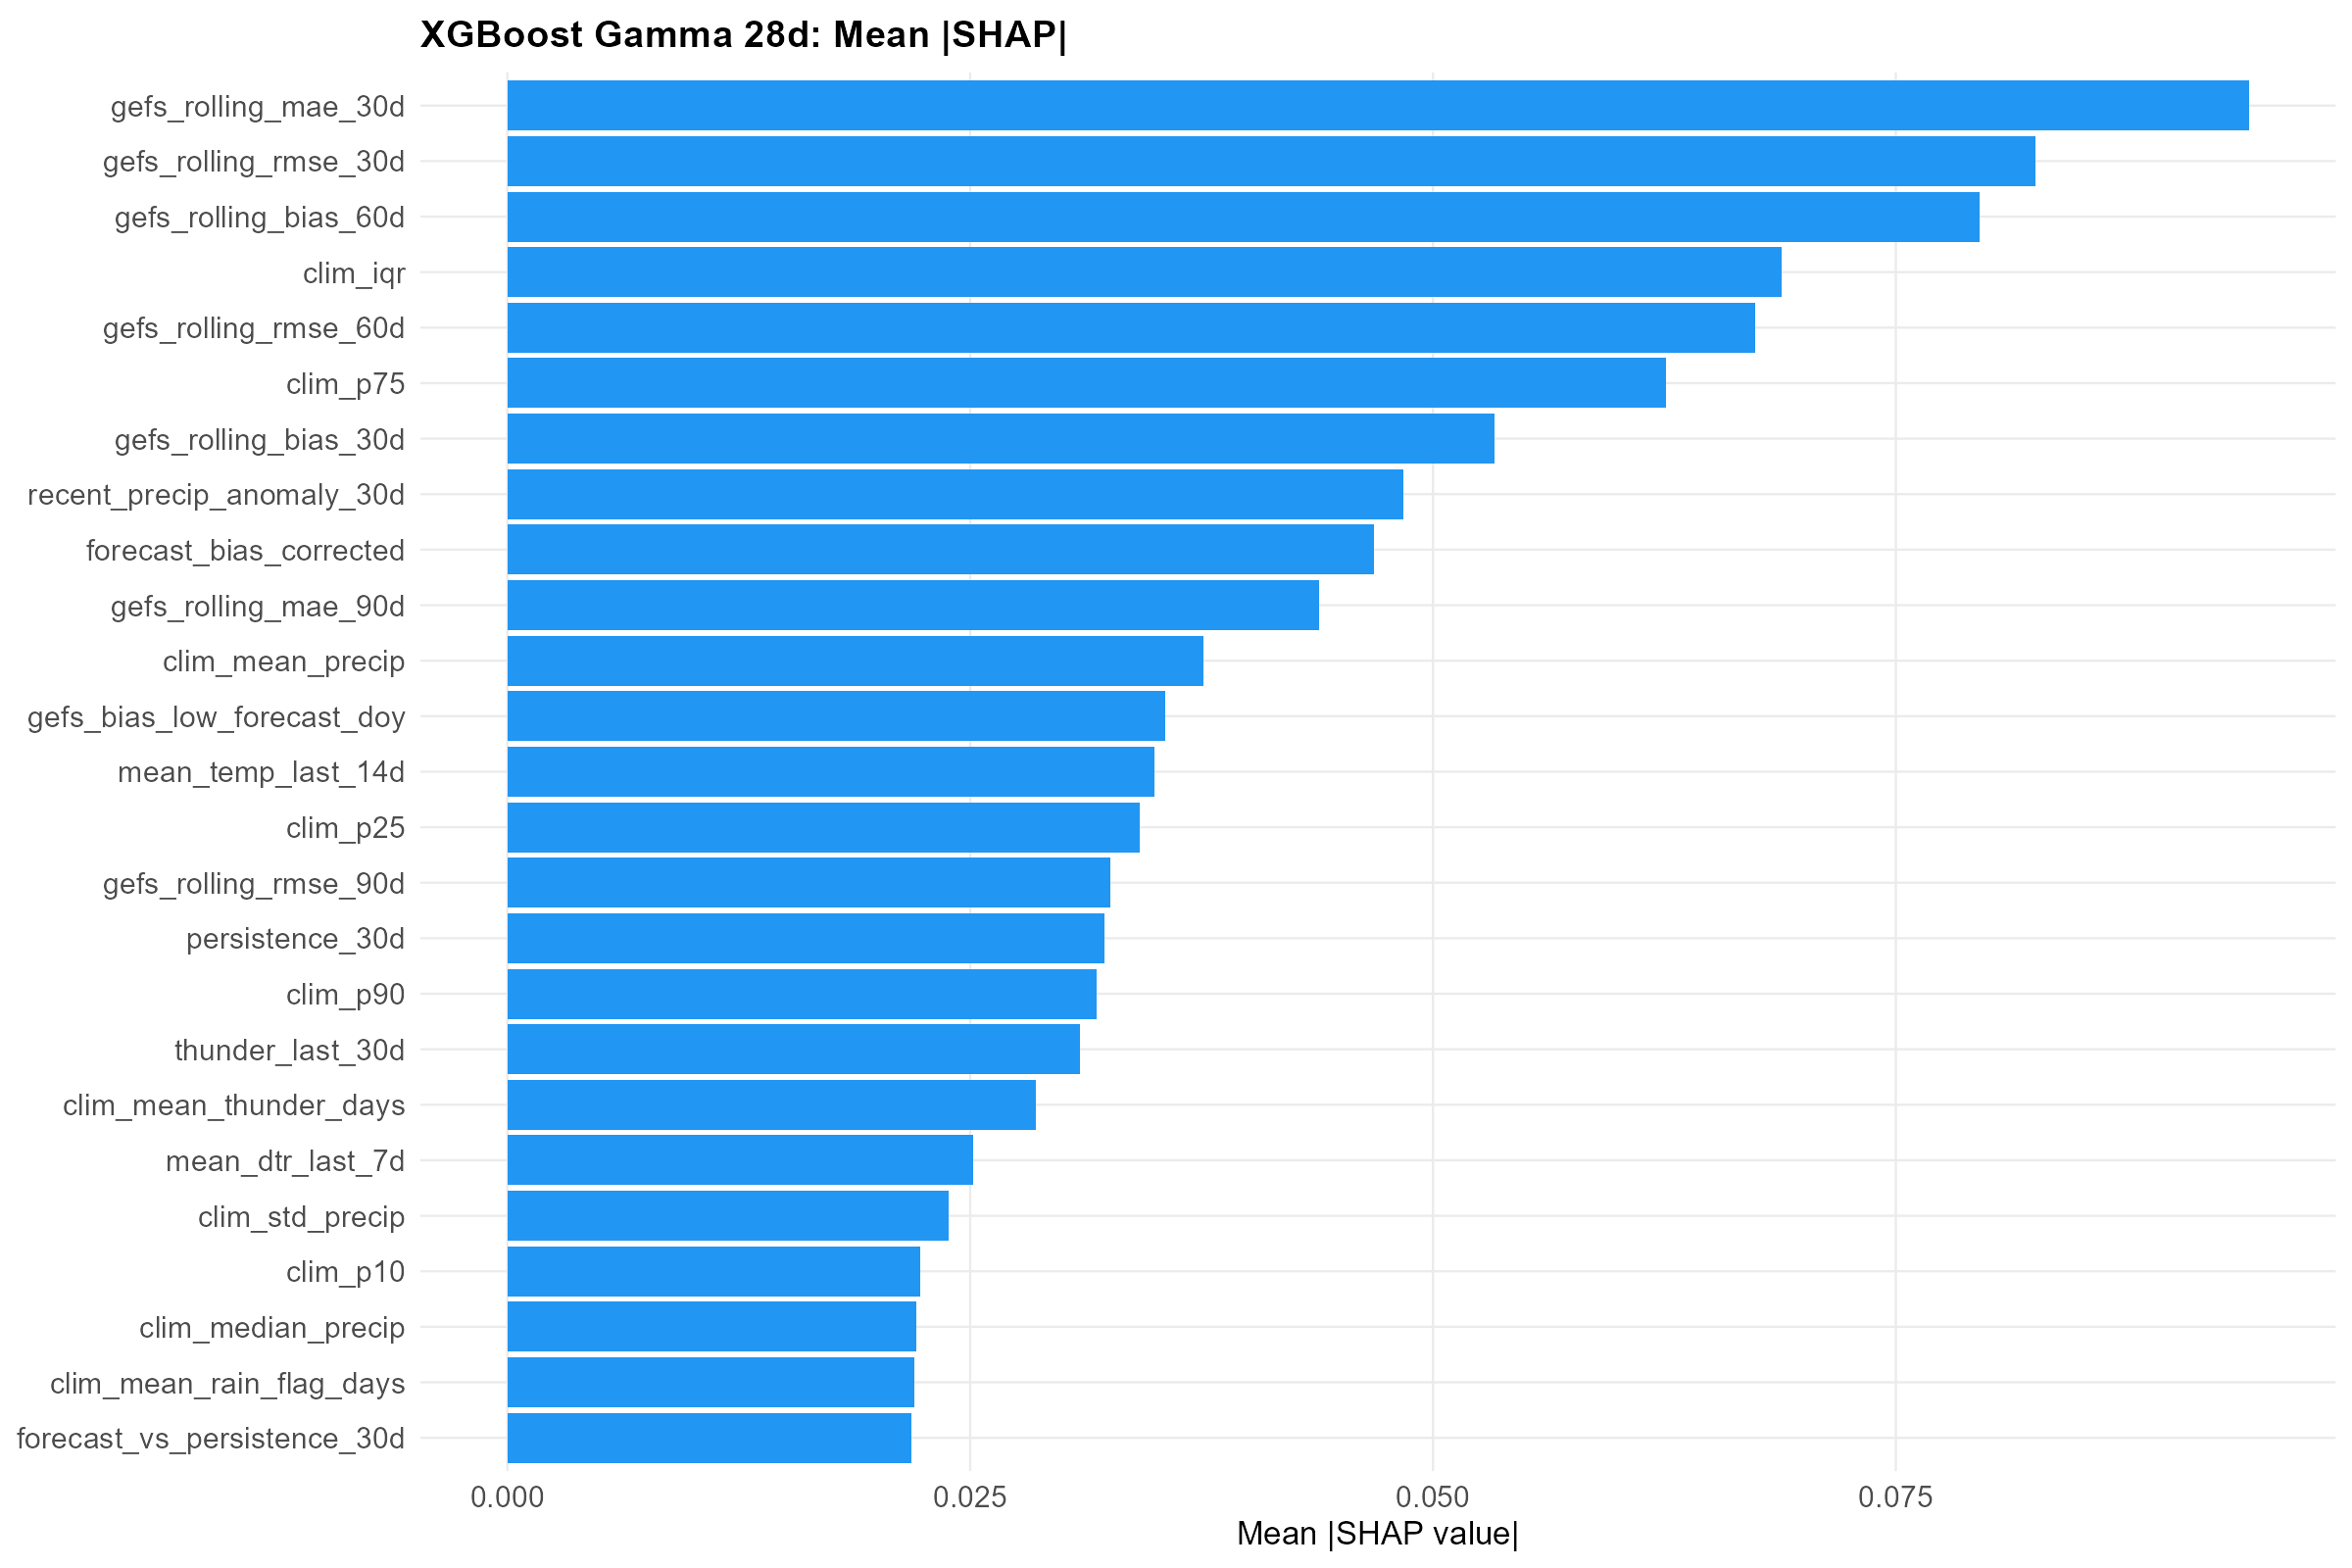 XGBoost Gamma 28d: Mean |SHAP|
gefs_rolling_mae_30d
gefs_rolling_rmse_30d
gefs_rolling_bias_60d
clim_iqr
gefs_rolling_rmse_60d
clim_p75
gefs_rolling_bias_30d
recent_precip_anomaly_30d
forecast_bias_corrected
gefs_rolling_mae_90d
clim_mean_precip
gefs_bias_low_forecast_doy
mean_temp_last_14d
clim_p25
gefs_rolling_rmse_90d
persistence_30d
clim_p90
thunder_last_30d
clim_mean_thunder_days
mean_dtr_last_7d
clim_std_precip
clim_p10
clim_median_precip
clim_mean_rain_flag_days
forecast_vs_persistence_30d
0.000 0.025 0.050 0.075
Mean |SHAP value|